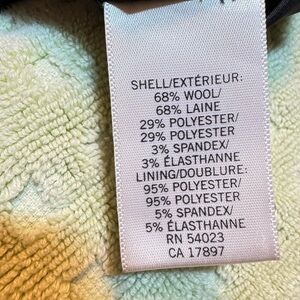 SHELL/EXTÉRIEUR:
68% WOOL/
68% LAINE
29% POLYESTER/
29% POLYESTER
3% SPANDEX/
3% ÉLASTHANNE
LINING/DOUBLURE:
95% POLYESTER/
95% POLYESTER
5% SPANDEX/
5% ÉLASTHANNE
RN 54023
CA 17897